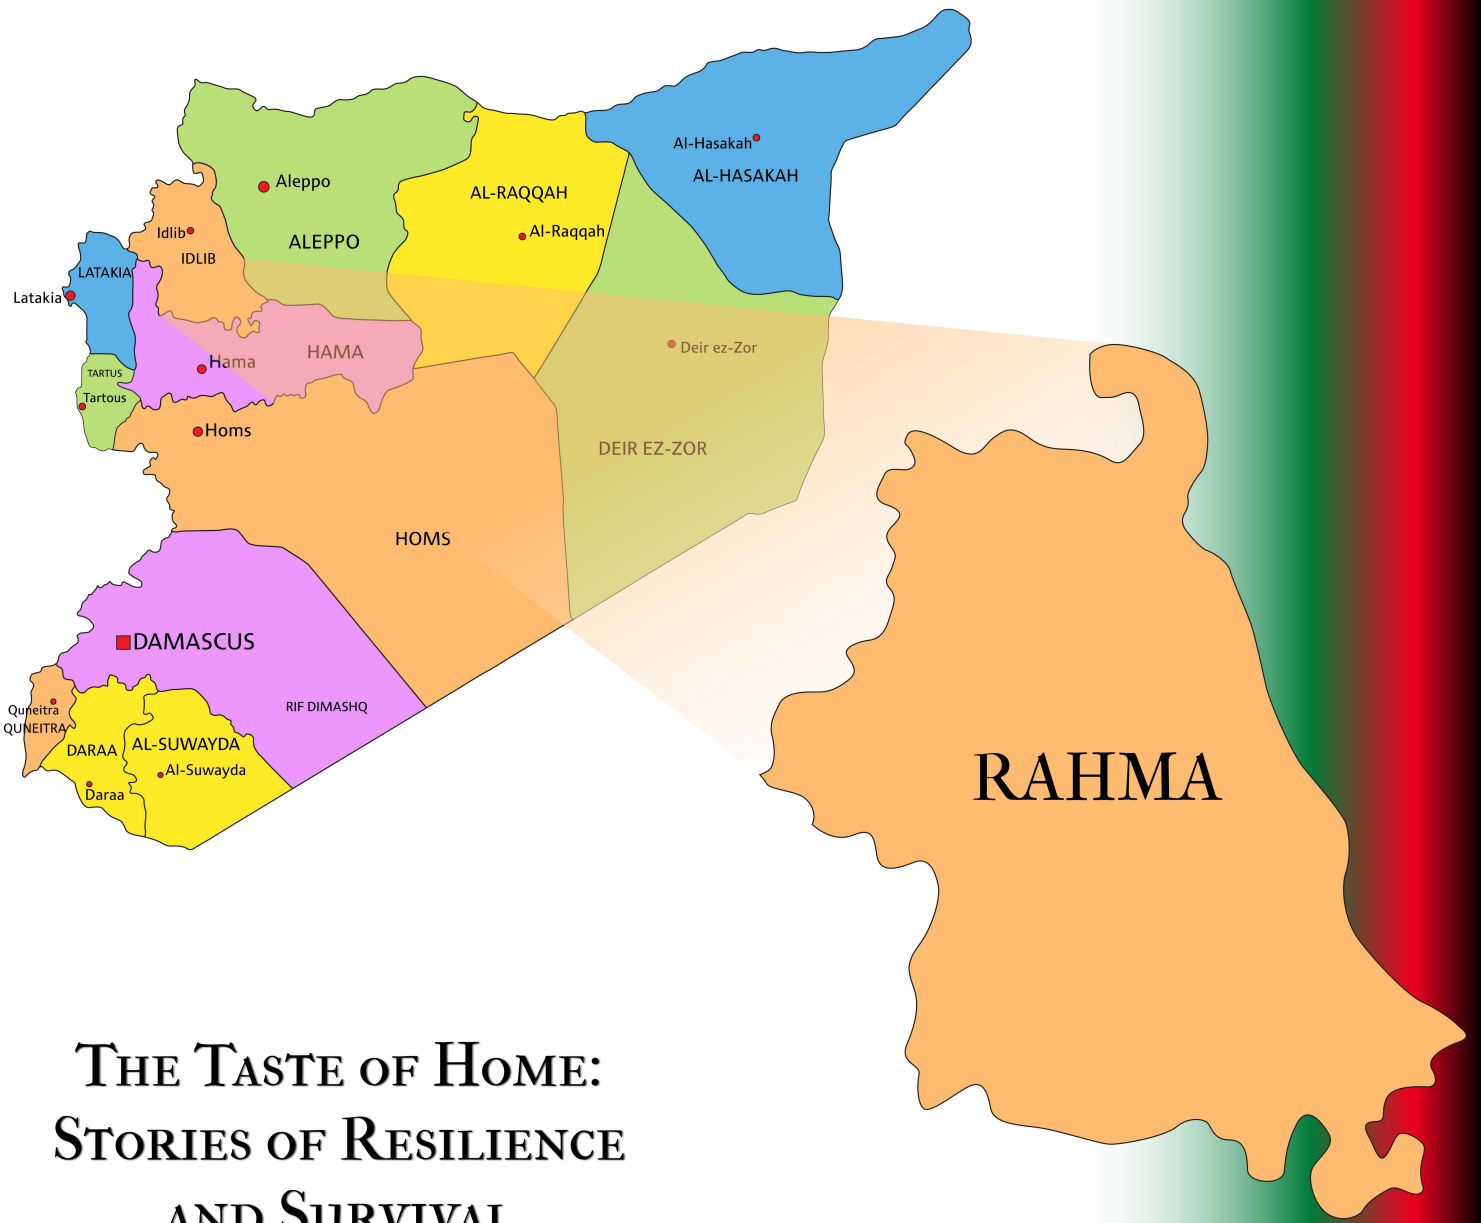 Al-Hasakah
AL-HASAKAH
Aleppo
ALEPPO
AL-RAQQAH
Al-Raqqah
Idlib
IDLIB
LATAKIA
Latakia
Hama
HAMA
Deir ez-Zor
DEIR EZ-ZOR
TARTUS
Tartous
Homs
HOMS
DAMASCUS
RIF DIMASHQ
Quneitra
QUNEITRA
DARAA
Daraa
AL-SUWAYDA
Al-Suwayda
RAHMA
THE TASTE OF HOME:
STORIES OF RESILIENCE
AND SURVIVAL